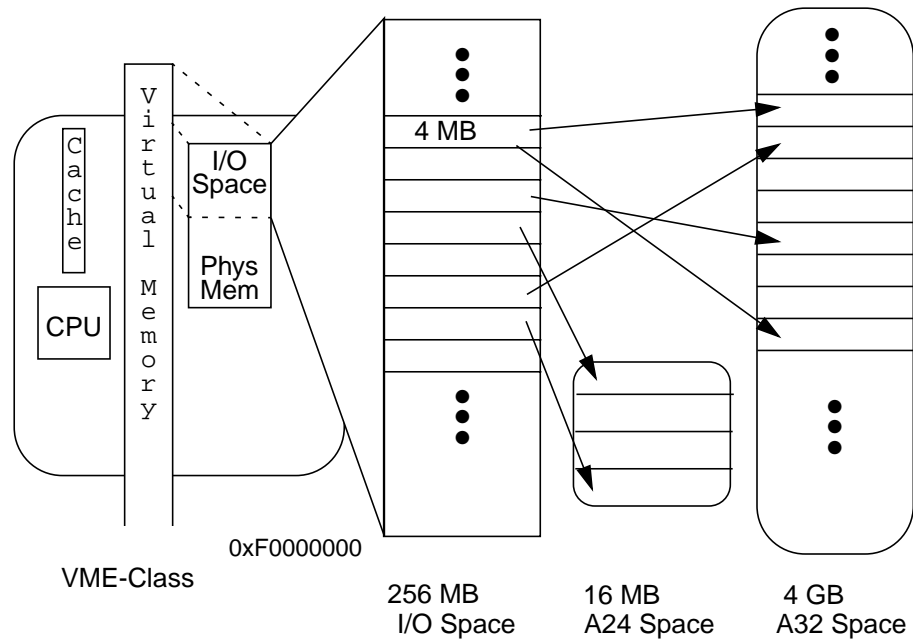 Cache
CPU
Virtual Memory
I/O
Space
Phys
Mem
4 MB
0xF0000000
VME-Class
256 MB
I/O Space
16 MB
A24 Space
4 GB
A32 Space